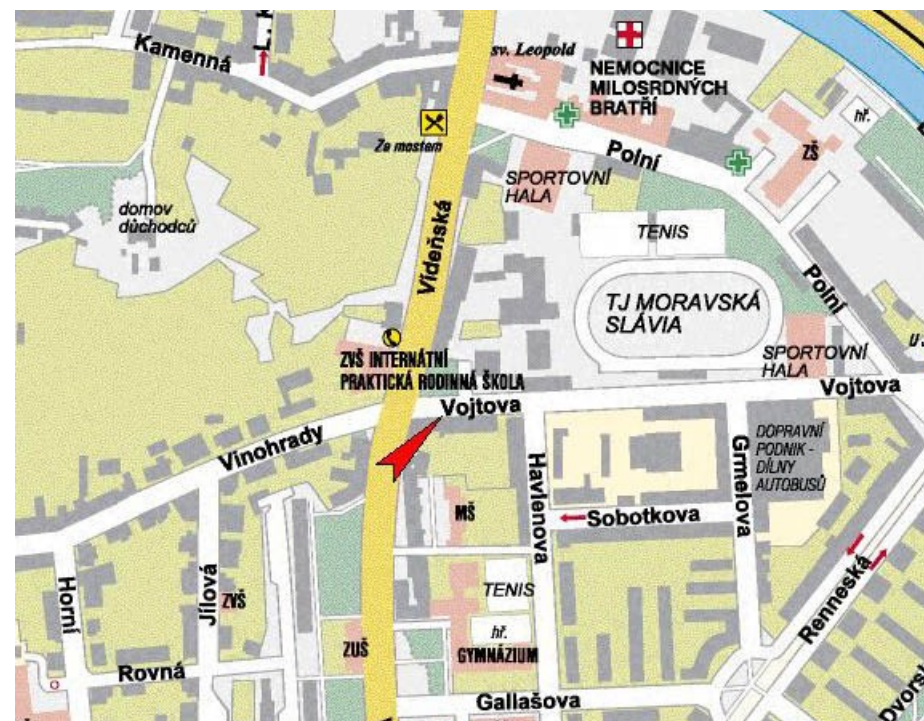 Kamenná
L. K
sv. Leopold
NEMOCNICE
MILOSRDNÝCH
BRATŘÍ
hř.
ZŠ
Za mostem
Polní
SPORTOVNÍ
HALA
domov
důchodců
Vídeňská
TENIS
Polní
TJ MORAVSKÁ
SLÁVIA
U
ZVŠ INTERNÁTNÍ
PRAKTICKÁ RODINNÁ ŠKOLA
SPORTOVNÍ
HALA
Vojtova
Vojtova
Vinohrady
Havlenova
Grmelova
DOPRAVNÍ
PODNIK -
DÍLNY
AUTOBUSŮ
MŠ
Sobotkova
Horní
Jílová
ZVŠ
TENIS
Renneská
hř.
ZUŠ
GYMNÁZIUM
Rovná
Gallašova
Dvorsk